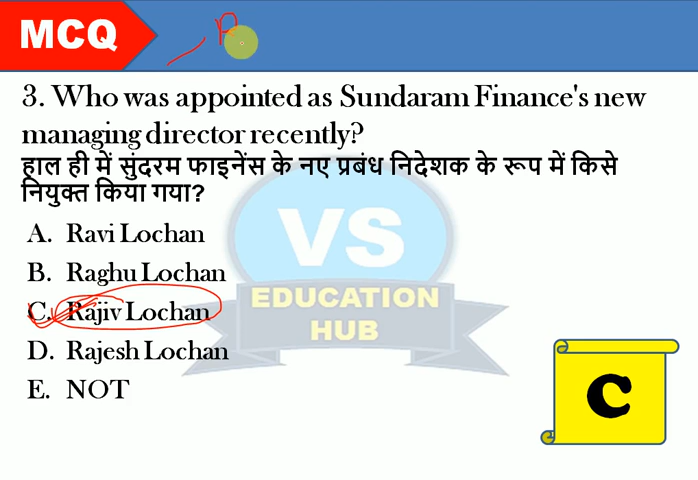 MCQ
3. Who was appointed as Sundaram Finance's new
managing director recently?
हाल ही में सुंदरम फाइनेंस के नए प्रबंध निदेशक के रूप में किसे
नियुक्त किया गया?
A. Ravi Lochan
B. Raghu Lochan
C. Rajiv Lochan
D. Rajesh Lochan
E. NOT
VS
EDUCATION
HUB
C